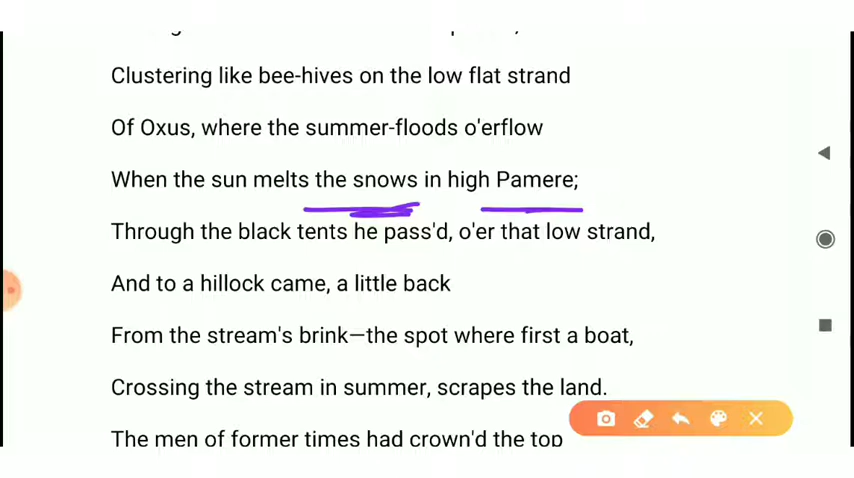 Clustering like bee-hives on the low flat strand
Of Oxus, where the summer-floods o'erflow
When the sun melts the snows in high Pamere;
Through the black tents he pass'd, o'er that low strand,
And to a hillock came, a little back
From the stream's brink—the spot where first a boat,
Crossing the stream in summer, scrapes the land.
The men of former times had crown'd the top